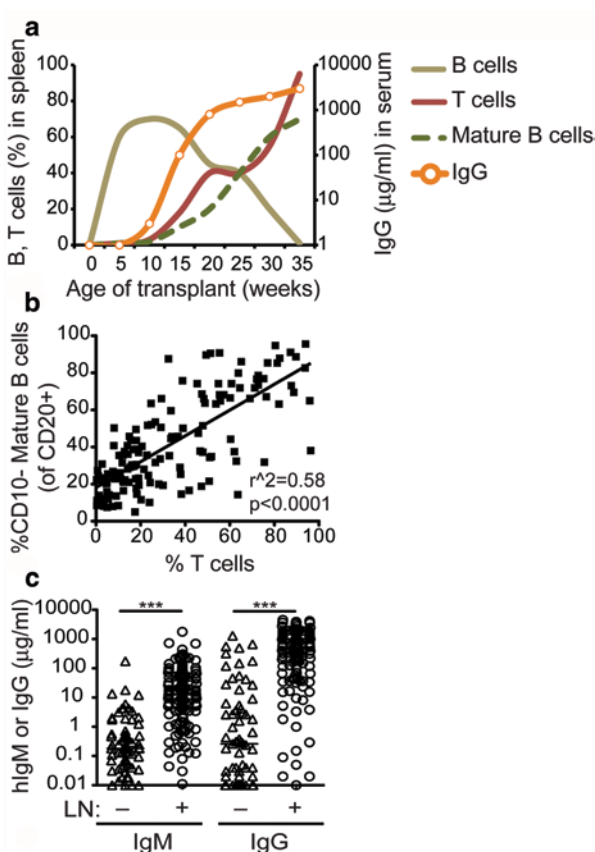 a
B, T cells (%) in spleen
100
80
60
40
20
0
10000
1000
100
10
1
IgG (µg/ml) in serum
0 5 10 15 20 25 30 35
Age of transplant (weeks)
B cells
T cells
Mature B cells
IgG
b
%CD10- Mature B cells
(of CD20+)
100
80
60
40
20
0
r^2=0.58
p<0.0001
0 20 40 60 80 100
% T cells
c
hIgM or IgG (µg/ml)
10000
1000
100
10
1
0.1
0.01
*** ***
LN: – + – +
IgM IgG